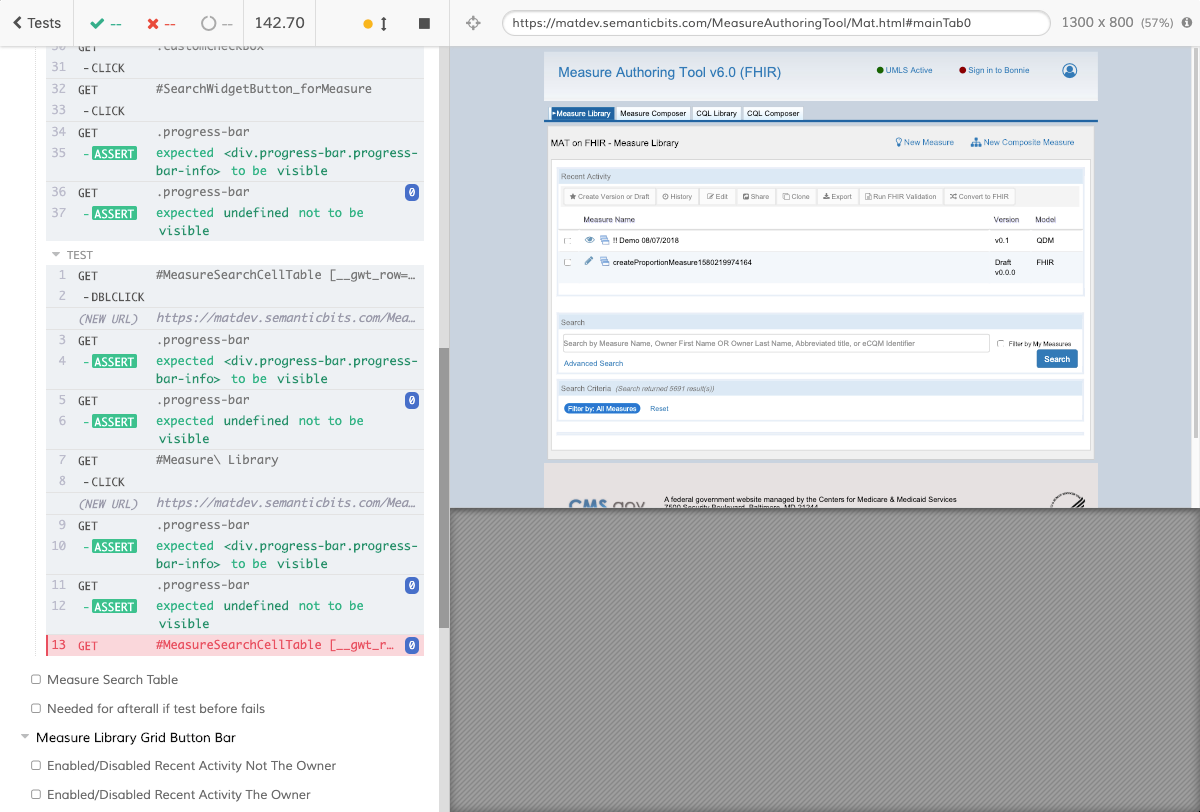 Tests
--
--
--
142.70
https://matdev.semanticbits.com/MeasureAuthoringTool/Mat.html#mainTab0
1300 x 800 (57%)
30 GET .customCheckbox
31 - CLICK
32 GET #SearchWidgetButton_forMeasure
33 - CLICK
34 GET .progress-bar
35 - ASSERT expected <div.progress-bar.progress-
bar-info> to be visible
36 GET .progress-bar 0
37 - ASSERT expected undefined not to be
visible
TEST
1 GET #MeasureSearchCellTable [__gwt_row=…
2 - DBLCLICK
(NEW URL) https://matdev.semanticbits.com/Mea…
3 GET .progress-bar
4 - ASSERT expected <div.progress-bar.progress-
bar-info> to be visible
5 GET .progress-bar 0
6 - ASSERT expected undefined not to be
visible
7 GET #Measure\ Library
8 - CLICK
(NEW URL) https://matdev.semanticbits.com/Mea…
9 GET .progress-bar
10 - ASSERT expected <div.progress-bar.progress-
bar-info> to be visible
11 GET .progress-bar 0
12 - ASSERT expected undefined not to be
visible
13 GET #MeasureSearchCellTable [__gwt_r… 0
Measure Search Table
Needed for afterall if test before fails
Measure Library Grid Button Bar
Enabled/Disabled Recent Activity Not The Owner
Enabled/Disabled Recent Activity The Owner
Measure Authoring Tool v6.0 (FHIR)
UMLS Active
Sign in to Bonnie
Measure Library
Measure Composer
CQL Library
CQL Composer
MAT on FHIR - Measure Library
New Measure
New Composite Measure
Recent Activity
Create Version or Draft
History
Edit
Share
Clone
Export
Run FHIR Validation
Convert to FHIR
Measure Name Version Model
!! Demo 08/07/2018 v0.1 QDM
createProportionMeasure1580219974164 Draft FHIR
v0.0.0
Search
Search by Measure Name, Owner First Name OR Owner Last Name, Abbreviated title, or eCQM Identifier
Filter by My Measures
Advanced Search
Search
Search Criteria (Search returned 5691 result(s))
Filter by: All Measures
Reset
CMS.gov
A federal government website managed by the Centers for Medicare & Medicaid Services
7500 Security Boulevard, Baltimore, MD 21244